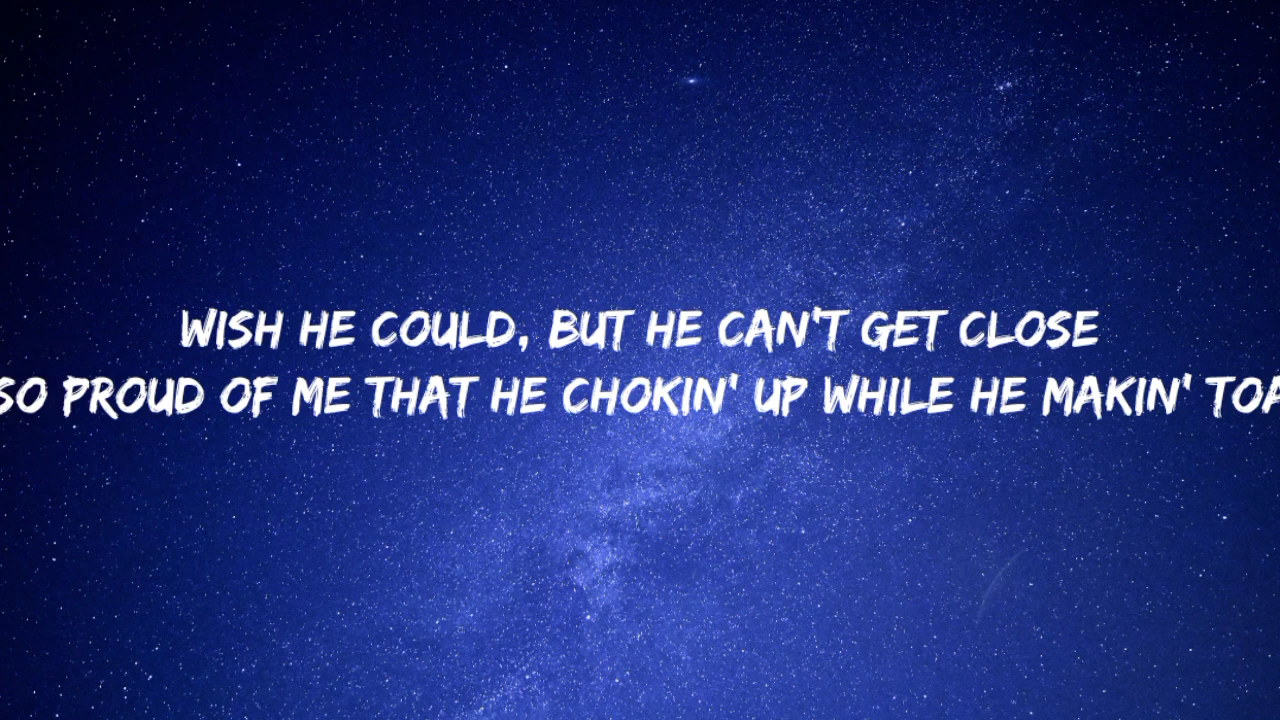 WISH HE COULD, BUT HE CAN'T GET CLOSE
SO PROUD OF ME THAT HE CHOKIN' UP WHILE HE MAKIN'